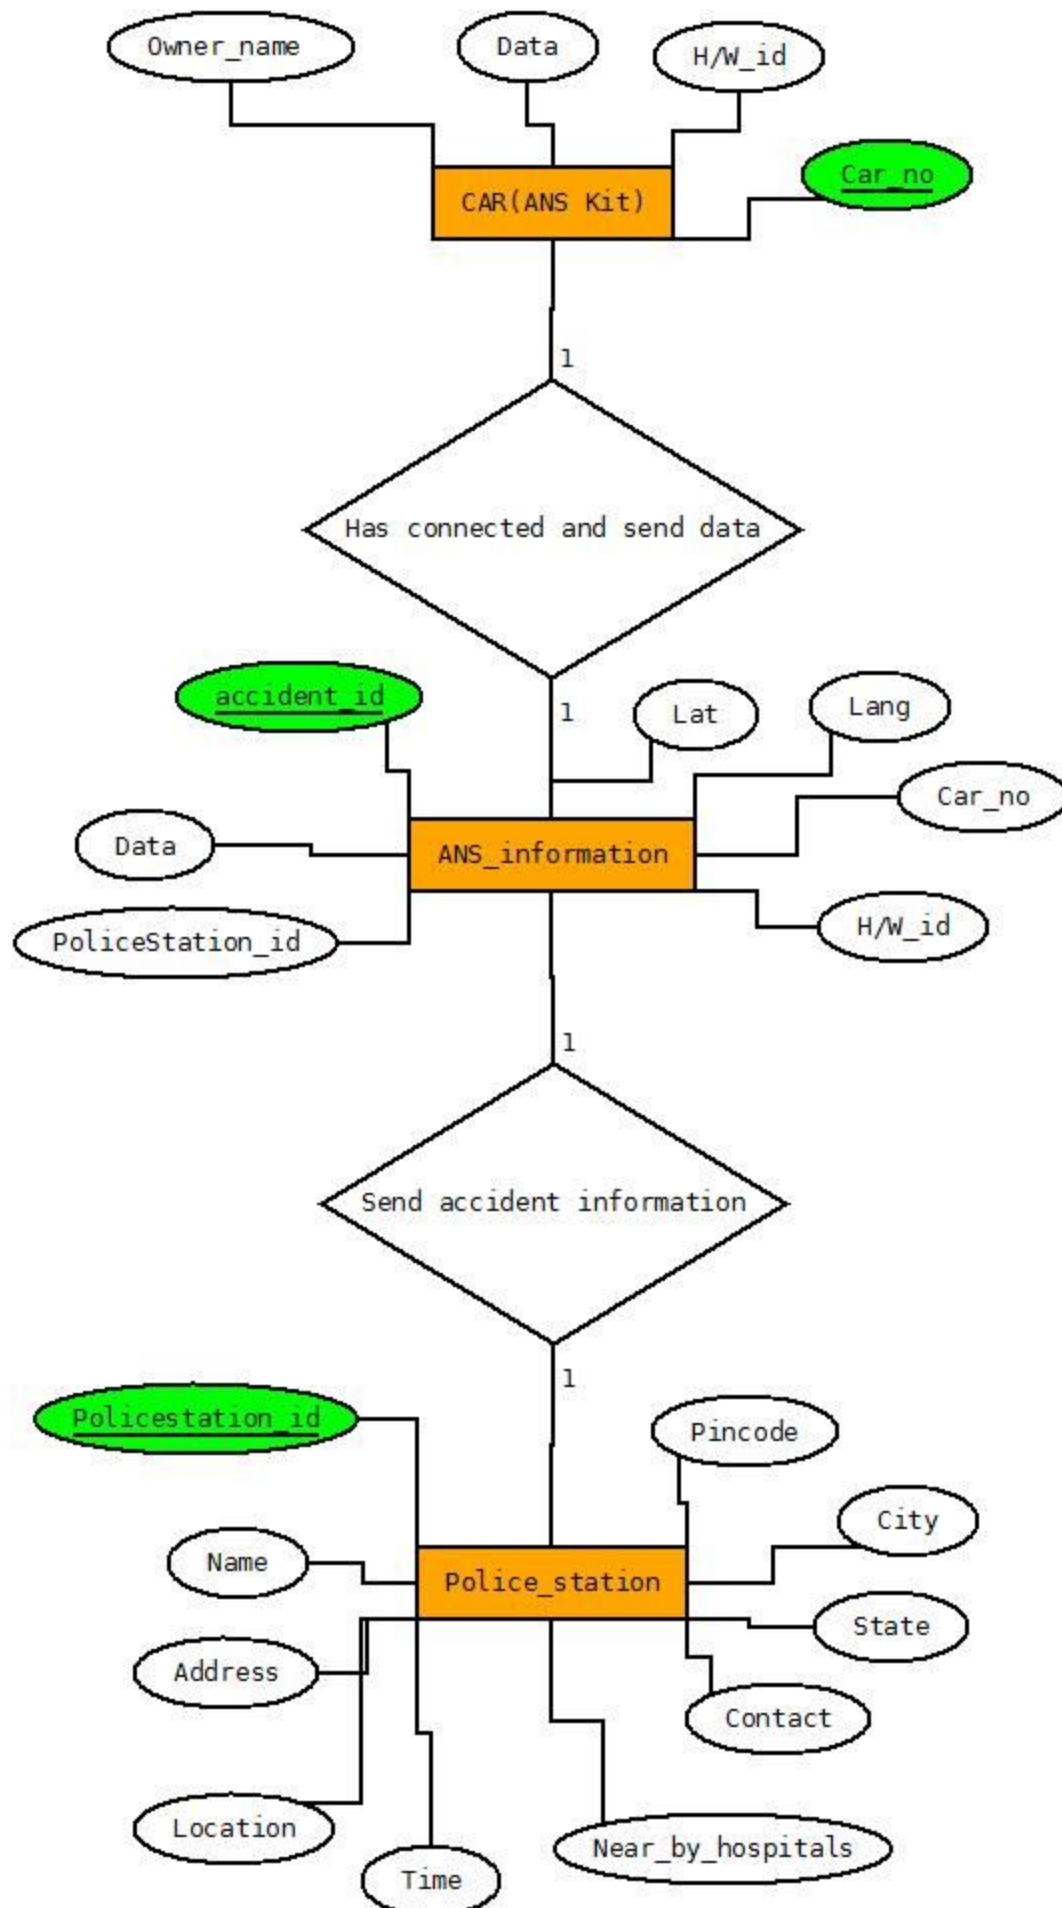 Owner_name
Data
H/W_id
Car_no
CAR(ANS Kit)
1
Has connected and send data
1
accident_id
Lat
Lang
Car_no
Data
ANS_information
PoliceStation_id
H/W_id
1
Send accident information
1
Policestation_id
Pincode
City
Name
Police_station
State
Address
Contact
Location
Near_by_hospitals
Time